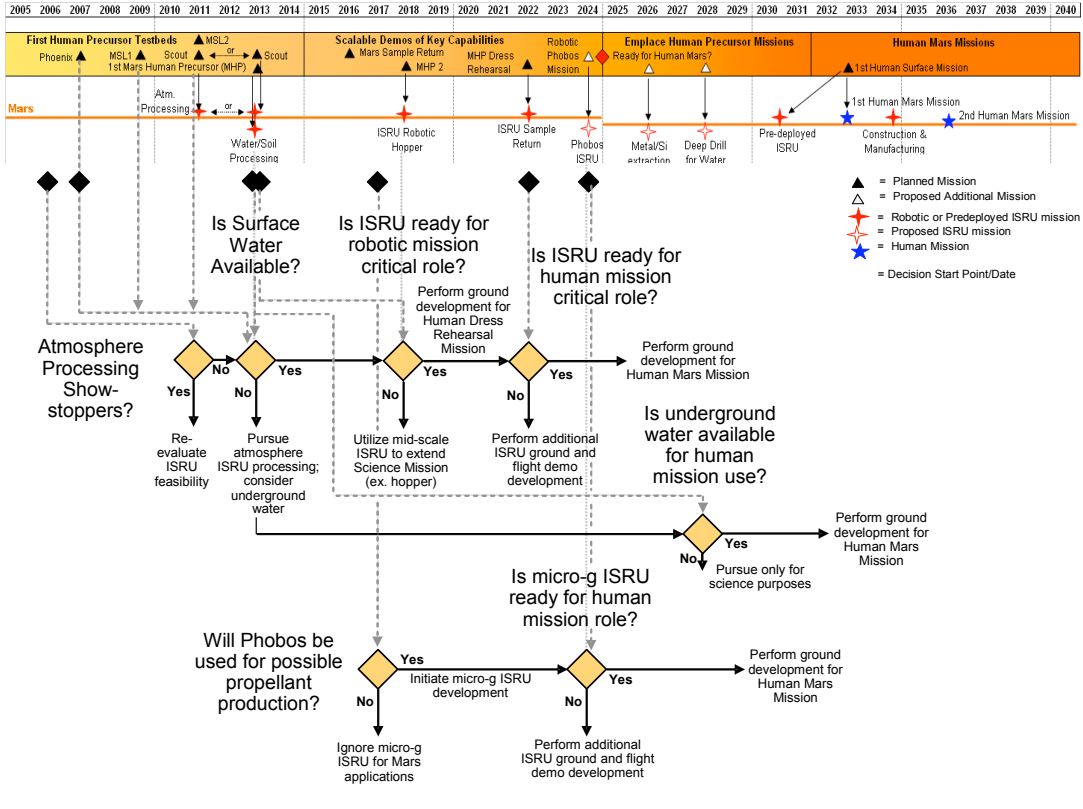 2005 2006 2007 2008 2009 2010 2011 2012 2013 2014 2015 2016 2017 2018 2019 2020 2021 2022 2023 2024 2025 2026 2027 2028 2029 2030 2031 2032 2033 2034 2035 2036 2037 2038 2040
First Human Precursor Testbeds
Scalable Demos of Key Capabilities
Emplace Human Precursor Missions
Human Mars Missions
Phoenix
MSL1
MSL2
Scout
or
Scout
1st Mars Human Precursor (MHP)
Mars Sample Return
MHP 2
MHP Dress
Rehearsal
Robotic
Phobos
Mission
Ready for Human Mars?
1st Human Surface Mission
Mars
Atm.
Processing
or
Water/Soil
Processing
ISRU Robotic
Hopper
ISRU Sample
Return
Phobos
ISRU
Metal/Si
extraction
Deep Drill
for Water
Pre-deployed
ISRU
1st Human Mars Mission
Construction &
Manufacturing
2nd Human Mars Mission
= Planned Mission
= Proposed Additional Mission
= Robotic or Predeployed ISRU mission
= Proposed ISRU mission
= Human Mission
= Decision Start Point/Date
Is Surface
Water
Available?
Is ISRU ready for
robotic mission
critical role?
Is ISRU ready for
human mission
critical role?
Perform ground
development for
Human Dress
Rehearsal
Mission
Atmosphere
Processing
Show-
stoppers?
No
Yes
Yes
No
Yes
No
Yes
No
Perform ground
development for
Human Mars Mission
Re-
evaluate
ISRU
feasibility
Pursue
atmosphere
ISRU processing;
consider
underground
water
Utilize mid-scale
ISRU to extend
Science Mission
(ex. hopper)
Perform additional
ISRU ground and
flight demo
development
Is underground
water available
for human
mission use?
Yes
No
Perform ground
development for
Human Mars
Mission
Pursue only for
science purposes
Is micro-g ISRU
ready for human
mission role?
Will Phobos be
used for possible
propellant
production?
Yes
Initiate micro-g ISRU
development
No
Yes
No
Perform ground
development for
Human Mars
Mission
Ignore micro-g
ISRU for Mars
applications
Perform additional
ISRU ground and flight
demo development